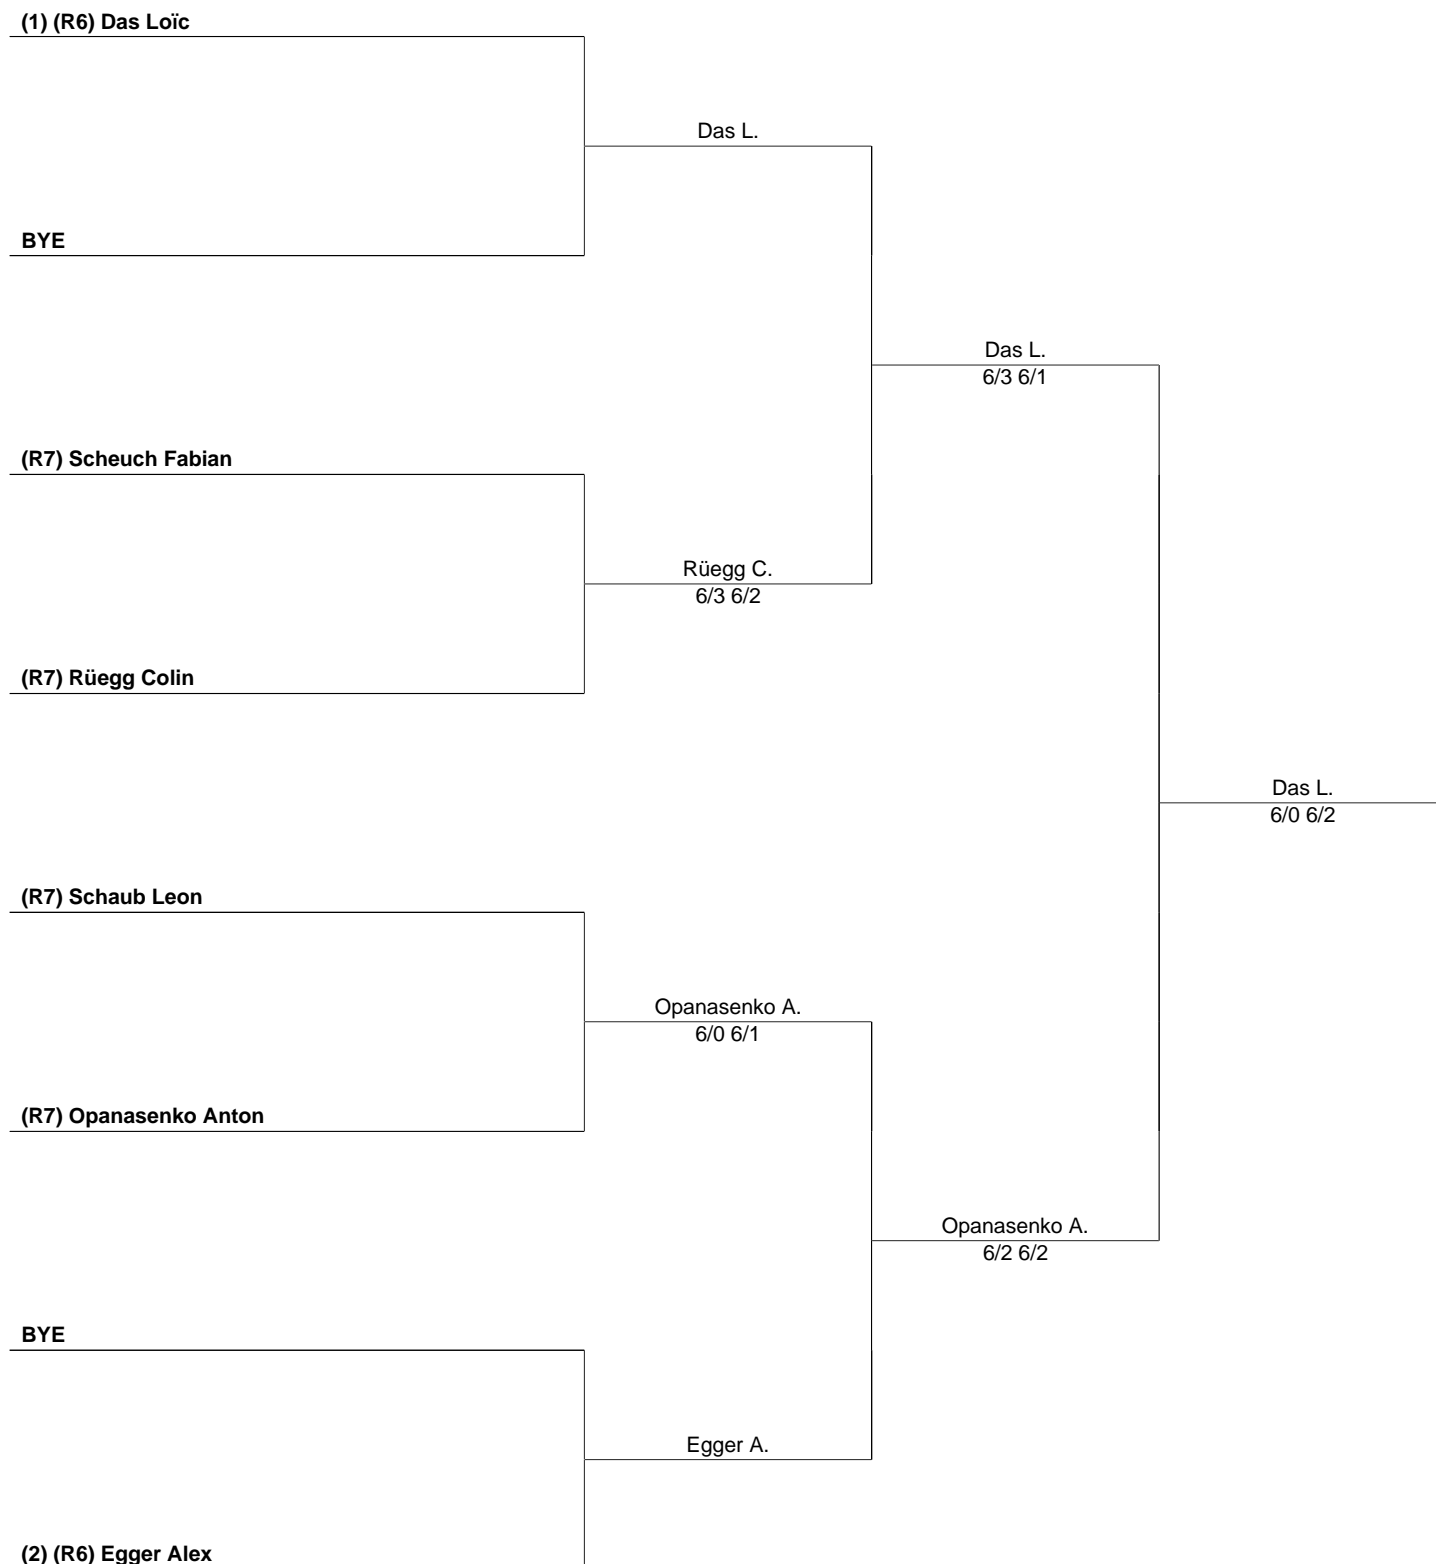 (1) (R6) Das Loïc
Das L.
BYE
Das L.
6/3 6/1
(R7) Scheuch Fabian
Rüegg C.
6/3 6/2
(R7) Rüegg Colin
Das L.
6/0 6/2
(R7) Schaub Leon
Opanasenko A.
6/0 6/1
(R7) Opanasenko Anton
Opanasenko A.
6/2 6/2
BYE
Egger A.
(2) (R6) Egger Alex